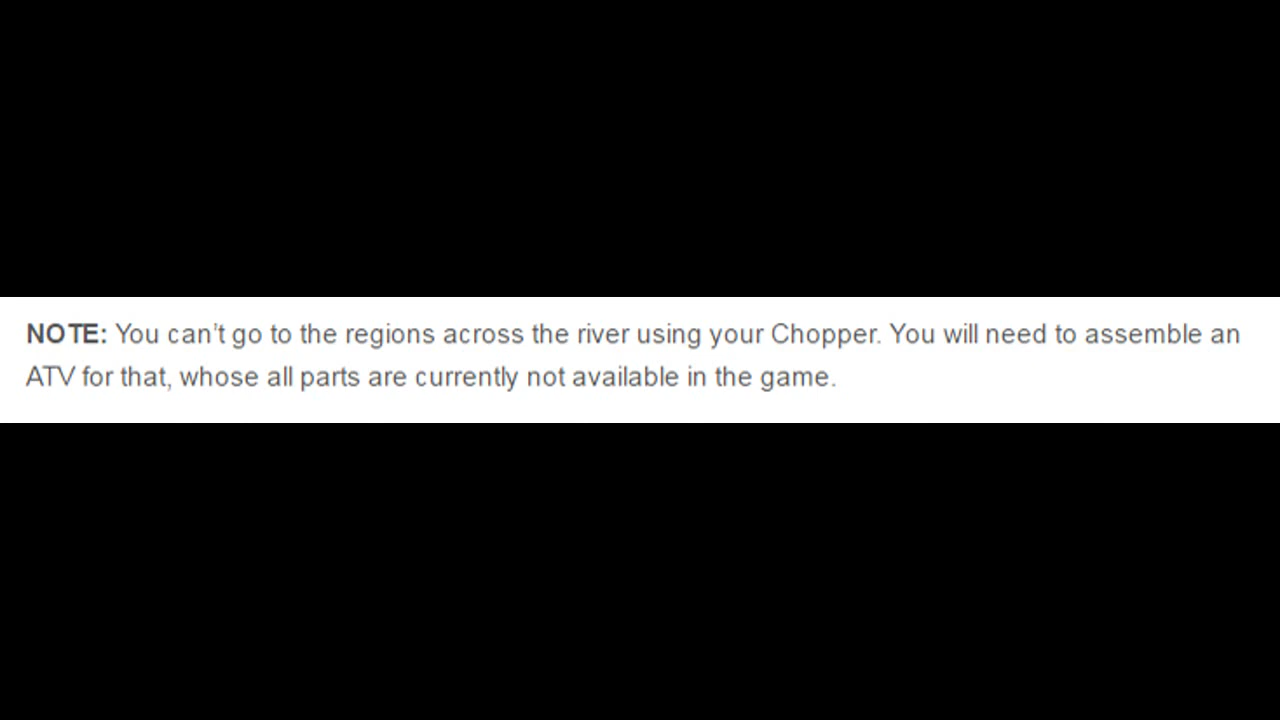 NOTE: You can’t go to the regions across the river using your Chopper. You will need to assemble an
ATV for that, whose all parts are currently not available in the game.